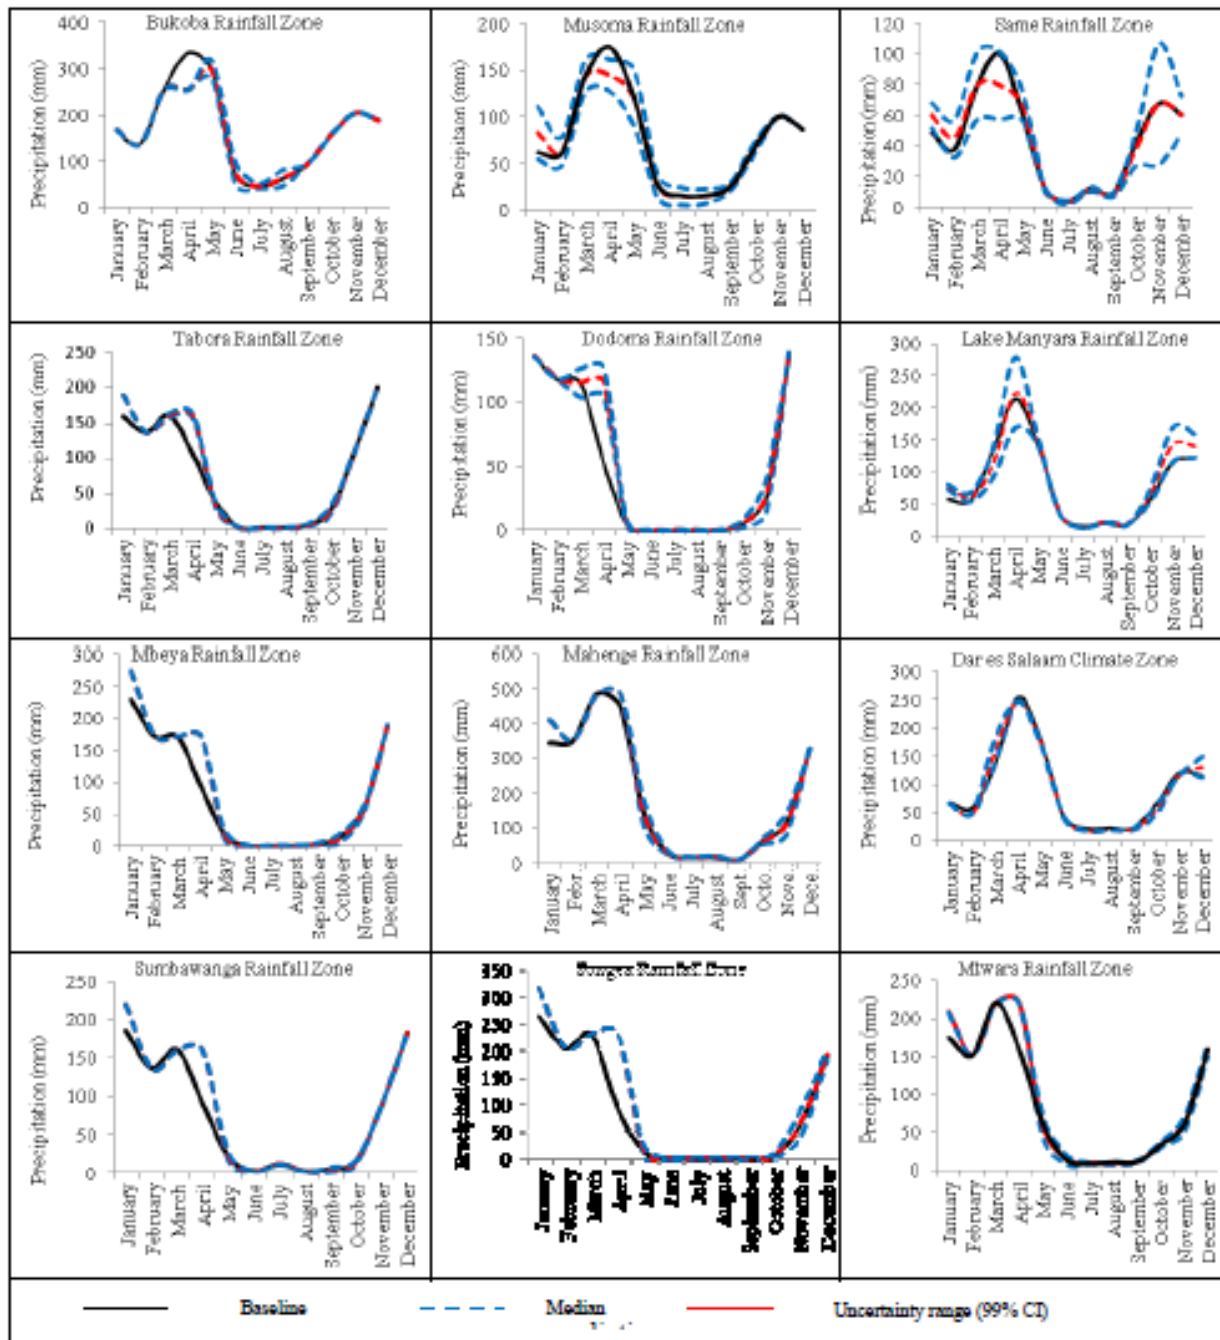 Bukoba Rainfall Zone
Precipitation (mm)
400
300
200
100
0
January
February
March
April
May
June
July
August
September
October
November
December
Musoma Rainfall Zone
Precipitation (mm)
200
150
100
50
0
January
February
March
April
May
June
July
August
September
October
November
December
Same Rainfall Zone
Precipitation (mm)
120
100
80
60
40
20
0
January
February
March
April
May
June
July
August
September
October
November
December
Tabora Rainfall Zone
Precipitation (mm)
250
200
150
100
50
0
January
February
March
April
May
June
July
August
September
October
November
December
Dodoma Rainfall Zone
Precipitation (mm)
150
100
50
0
January
February
March
April
May
June
July
August
September
October
November
December
Lake Manyara Rainfall Zone
Precipitation (mm)
300
250
200
150
100
50
0
January
February
March
April
May
June
July
August
September
October
November
December
Mbeya Rainfall Zone
Precipitation (mm)
300
250
200
150
100
50
0
January
February
March
April
May
June
July
August
September
October
November
December
Mahenge Rainfall Zone
Precipitation (mm)
600
500
400
300
200
100
0
January
Febr...
March
April
May
June
July
August
Sept...
Octo...
Nove...
Dece...
Dar es Salaam Climate Zone
Precipitation (mm)
300
250
200
150
100
50
0
January
February
March
April
May
June
July
August
September
October
November
December
Sumbawanga Rainfall Zone
Precipitation (mm)
250
200
150
100
50
0
January
February
March
April
May
June
July
August
September
October
November
December
Songea Rainfall Zone
Precipitation (mm)
350
300
250
200
150
100
50
0
January
February
March
April
May
June
July
August
September
October
November
December
Mtwara Rainfall Zone
Precipitation (mm)
250
200
150
100
50
0
January
February
March
April
May
June
July
August
September
October
November
December
Baseline
Median
Uncertainty range (99% CI)